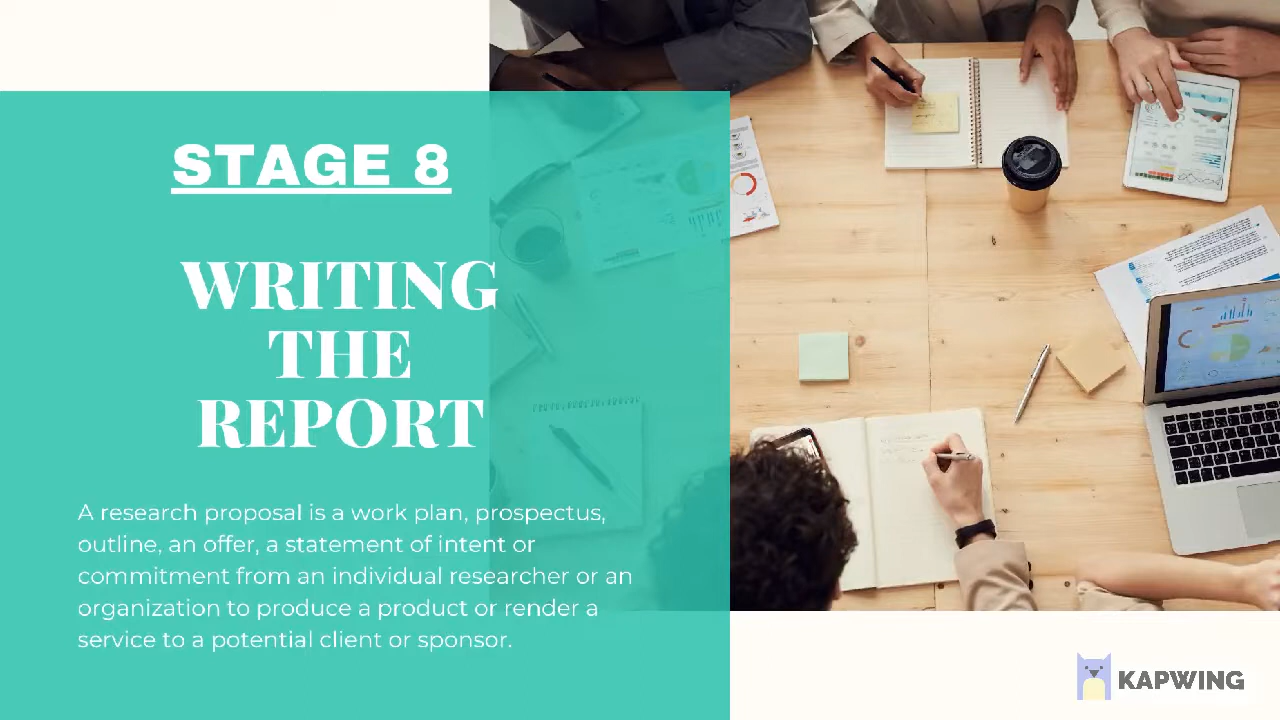 STAGE 8
WRITING
THE
REPORT
A research proposal is a work plan, prospectus,
outline, an offer, a statement of intent or
commitment from an individual researcher or an
organization to produce a product or render a
service to a potential client or sponsor.
KAPWING